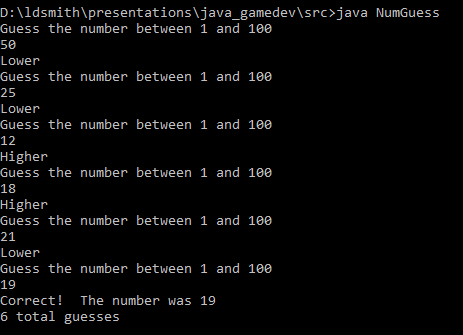 D:\ldsmith\presentations\java_gamedev\src>java NumGuess
Guess the number between 1 and 100
50
Lower
Guess the number between 1 and 100
25
Lower
Guess the number between 1 and 100
12
Higher
Guess the number between 1 and 100
18
Higher
Guess the number between 1 and 100
21
Lower
Guess the number between 1 and 100
19
Correct!  The number was 19
6 total guesses